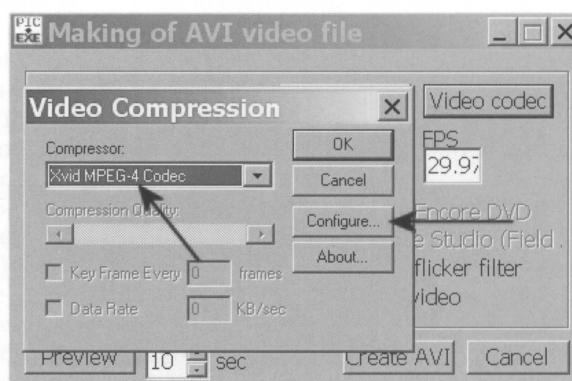 PIC
EXE
Making of AVI video file
Video codec
FPS
29.97
Encore DVD
Studio (Field .
flicker filter
video
Preview
10
sec
Create AVI
Cancel
Video Compression
Compressor:
Xvid MPEG-4 Codec
Compression Quality:
Key Frame Every 0 frames
Data Rate 0 KB/sec
OK
Cancel
Configure...
About...